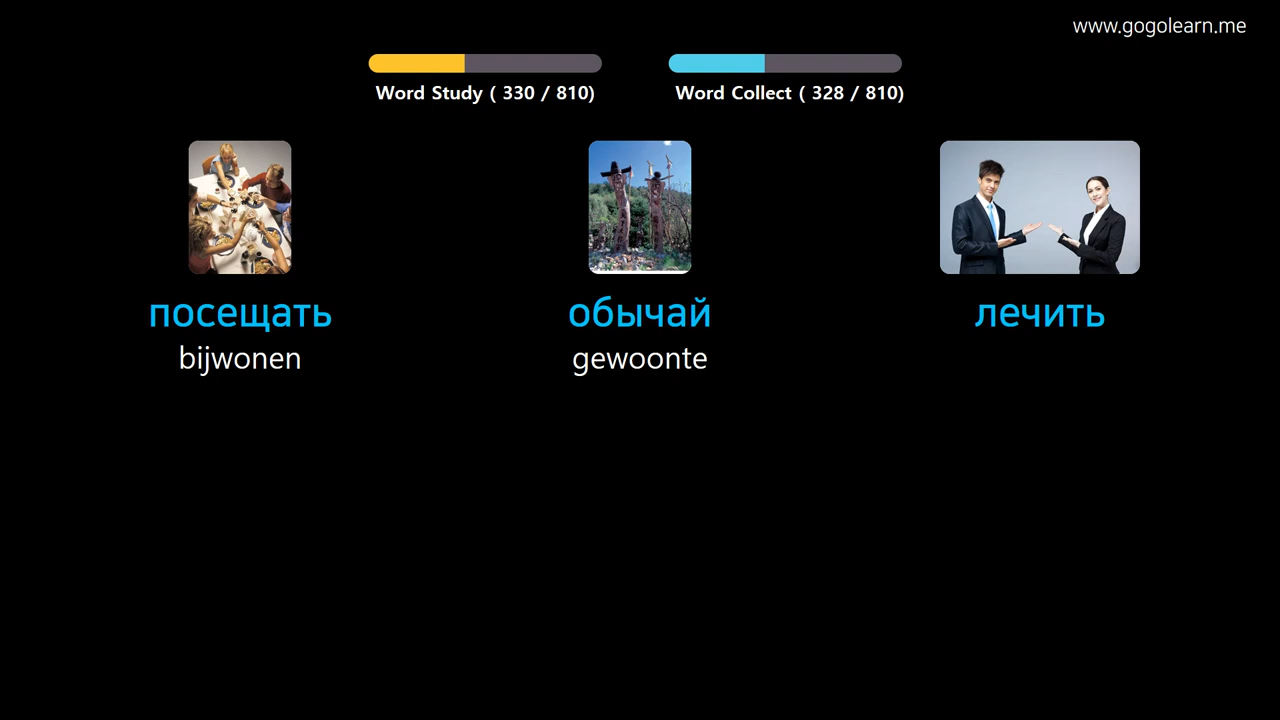 www.gogolearn.me
Word Study ( 330 / 810)
Word Collect ( 328 / 810)
посещать
обычай
лечить
bijwonen
gewoonte